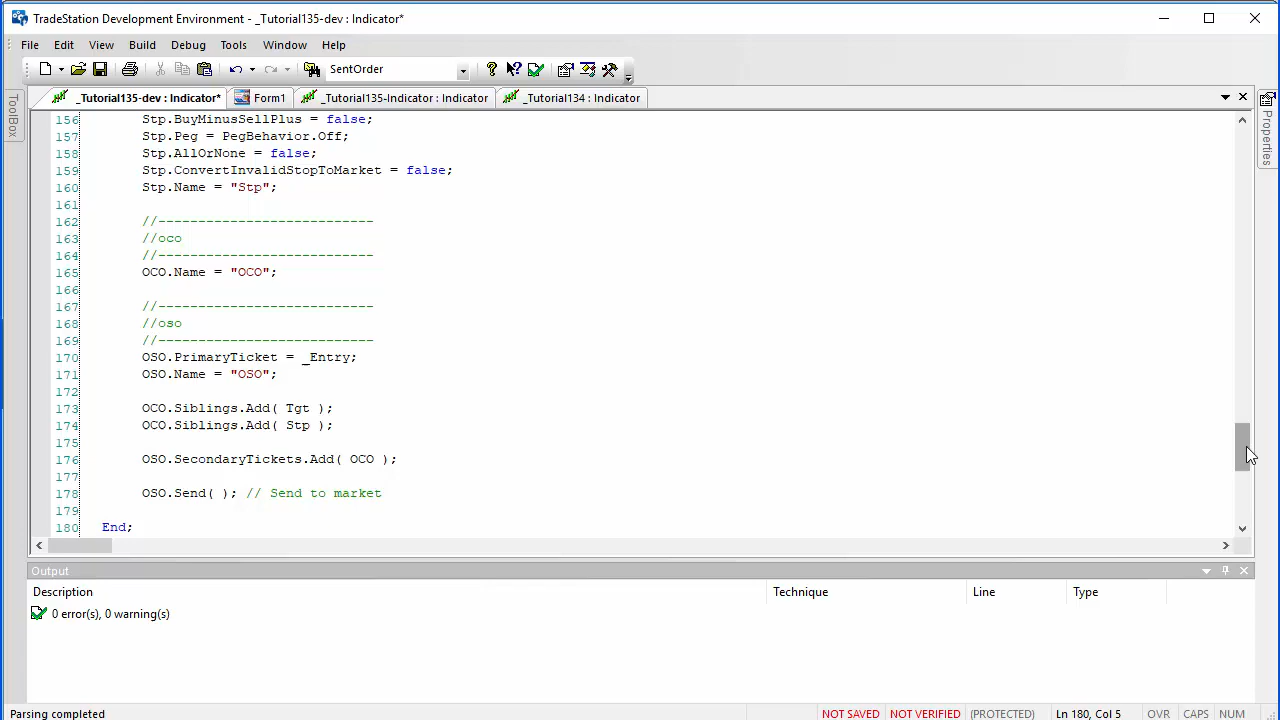 TradeStation Development Environment - _Tutorial135-dev : Indicator*
File Edit View Build Debug Tools Window Help
SentOrder
ToolBox
_Tutorial135-dev : Indicator* Form1 _Tutorial135-Indicator : Indicator _Tutorial134 : Indicator
Properties
156 Stp.BuyMinusSellPlus = false;
157 Stp.Peg = PegBehavior.Off;
158 Stp.AllOrNone = false;
159 Stp.ConvertInvalidStopToMarket = false;
160 Stp.Name = "Stp";
161
162 //---------------------------
163 //oco
164 //---------------------------
165 OCO.Name = "OCO";
166
167 //---------------------------
168 //oso
169 //---------------------------
170 OSO.PrimaryTicket = _Entry;
171 OSO.Name = "OSO";
172
173 OCO.Siblings.Add( Tgt );
174 OCO.Siblings.Add( Stp );
175
176 OSO.SecondaryTickets.Add( OCO );
177
178 OSO.Send( ); // Send to market
179
180 End;
Output
Description Technique Line Type
0 error(s), 0 warning(s)
Parsing completed NOT SAVED NOT VERIFIED (PROTECTED) Ln 180, Col 5 OVR CAPS NUM